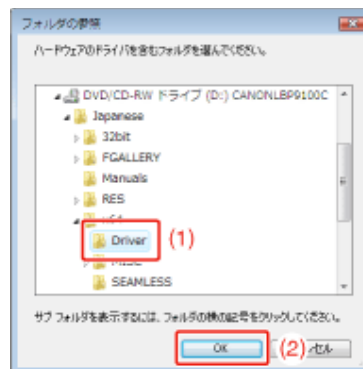 フォルダの参照
ハードウェアのドライバを含むフォルダを選んでください。
DVD/CD-RW ドライブ (D:) CANONLBP9100C
Japanese
32bit
FGALLERY
Manuals
RES
x64
Driver
(1)
MISC
SEAMLESS
サブ フォルダを表示するには、フォルダの横の記号をクリックしてください。
OK
(2)